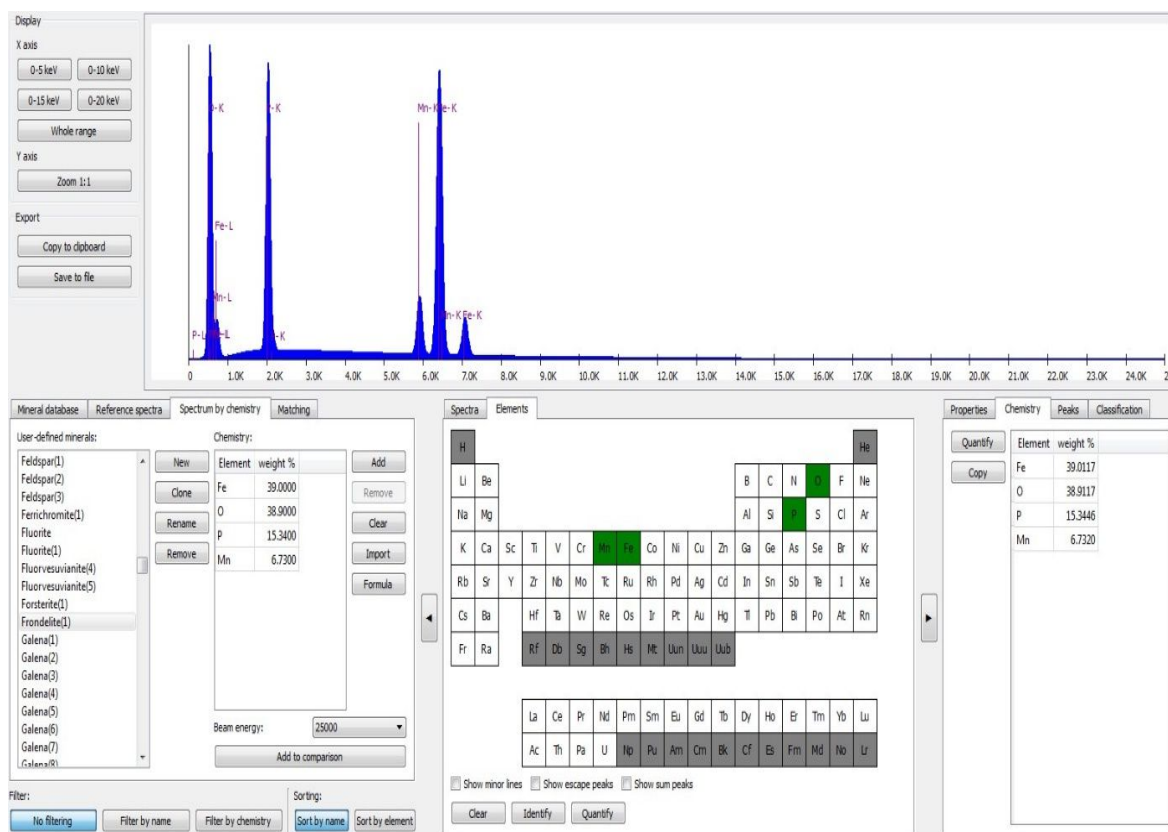 Display
X axis
0-5 keV 0-10 keV
0-15 keV 0-20 keV
Whole range
Y axis
Zoom 1:1
Export
Copy to clipboard
Save to file
Mn-K
Fe-L
Mn-L
P-L
Fe-K
0 1.0K 2.0K 3.0K 4.0K 5.0K 6.0K 7.0K 8.0K 9.0K 10.0K 11.0K 12.0K 13.0K 14.0K 15.0K 16.0K 17.0K 18.0K 19.0K 20.0K 21.0K 22.0K 23.0K 24.0K
Mineral database Reference spectra Spectrum by chemistry Matching
User-defined minerals:
Feldspar(1)
Feldspar(2)
Feldspar(3)
Ferrichromite(1)
Fluorite
Fluorite(1)
Fluorvesuvianite(4)
Fluorvesuvianite(5)
Forsterite(1)
Frondelite(1)
Galena(1)
Galena(2)
Galena(3)
Galena(4)
Galena(5)
Galena(6)
Galena(7)
Galena(8)
New
Clone
Rename
Remove
Chemistry:
Element weight %
Fe 39.0000
O 38.9000
P 15.3400
Mn 6.7300
Add
Remove
Clear
Import
Formula
Beam energy: 25000
Add to comparison
Filter:
No filtering Filter by name Filter by chemistry
Sorting:
Sort by name Sort by element
Spectra Elements
H He
Li Be B C N O F Ne
Na Mg Al Si P S Cl Ar
K Ca Sc Ti V Cr Mn Fe Co Ni Cu Zn Ga Ge As Se Br Kr
Rb Sr Y Zr Nb Mo Tc Ru Rh Pd Ag Cd In Sn Sb Te I Xe
Cs Ba Hf Ta W Re Os Ir Pt Au Hg Tl Pb Bi Po At Rn
Fr Ra Rf Db Sg Bh Hs Mt Uun Uuu Uub
La Ce Pr Nd Pm Sm Eu Gd Tb Dy Ho Er Tm Yb Lu
Ac Th Pa U Np Pu Am Cm Bk Cf Es Fm Md No Lr
Show minor lines Show escape peaks Show sum peaks
Clear Identify Quantify
Properties Chemistry Peaks Classification
Quantify
Copy
Element weight %
Fe 39.0117
O 38.9117
P 15.3446
Mn 6.7320